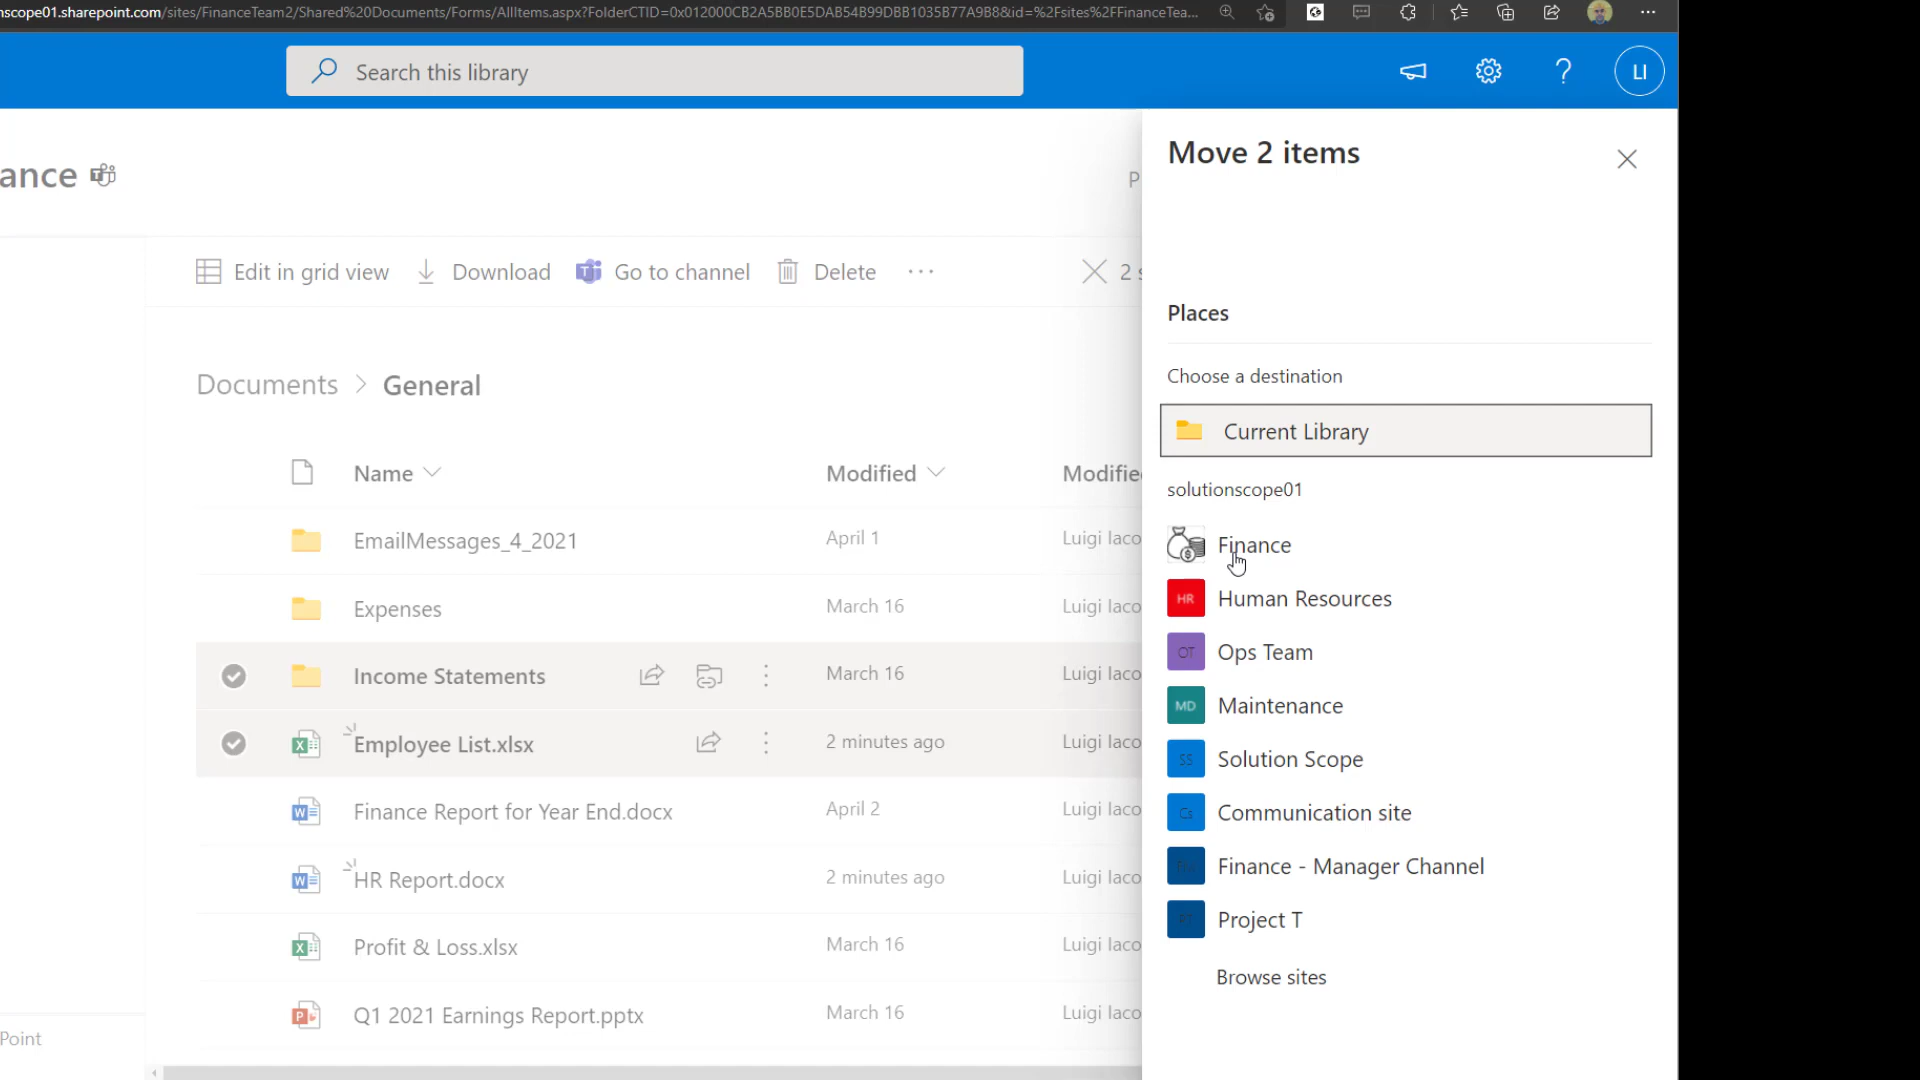 nscope01.sharepoint.com/sites/FinanceTeam2/Shared%20Documents/Forms/AllItems.aspx?FolderCTID=0x012000CB2A5BB0E5DAB54B99DBB1035B77A9B8&id=%2Fsites%2FFinanceTea...
Search this library
LI
Move 2 items
ance
P
Edit in grid view Download Go to channel Delete ··· 2 s
Places
Choose a destination
Documents > General
Current Library
Name Modified Modifie
solutionscope01
EmailMessages_4_2021 April 1 Luigi Iaco
Finance
Expenses March 16 Luigi Iaco
HR Human Resources
OT Ops Team
Income Statements March 16 Luigi Iaco
MD Maintenance
Employee List.xlsx 2 minutes ago Luigi Iaco
SS Solution Scope
Finance Report for Year End.docx April 2 Luigi Iaco
Cs Communication site
HR Report.docx 2 minutes ago Luigi Iaco
Finance - Manager Channel
PT Project T
Profit & Loss.xlsx March 16 Luigi Iaco
Browse sites
Q1 2021 Earnings Report.pptx March 16 Luigi Iaco
Point